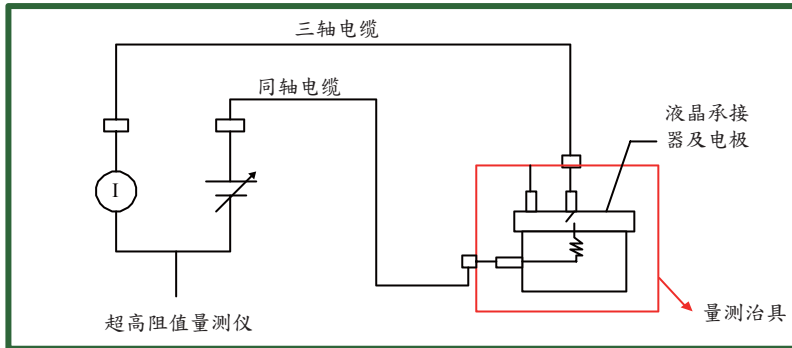 三轴电缆
同轴电缆
液晶承接
器及电极
I
超高阻值量测仪
量测治具